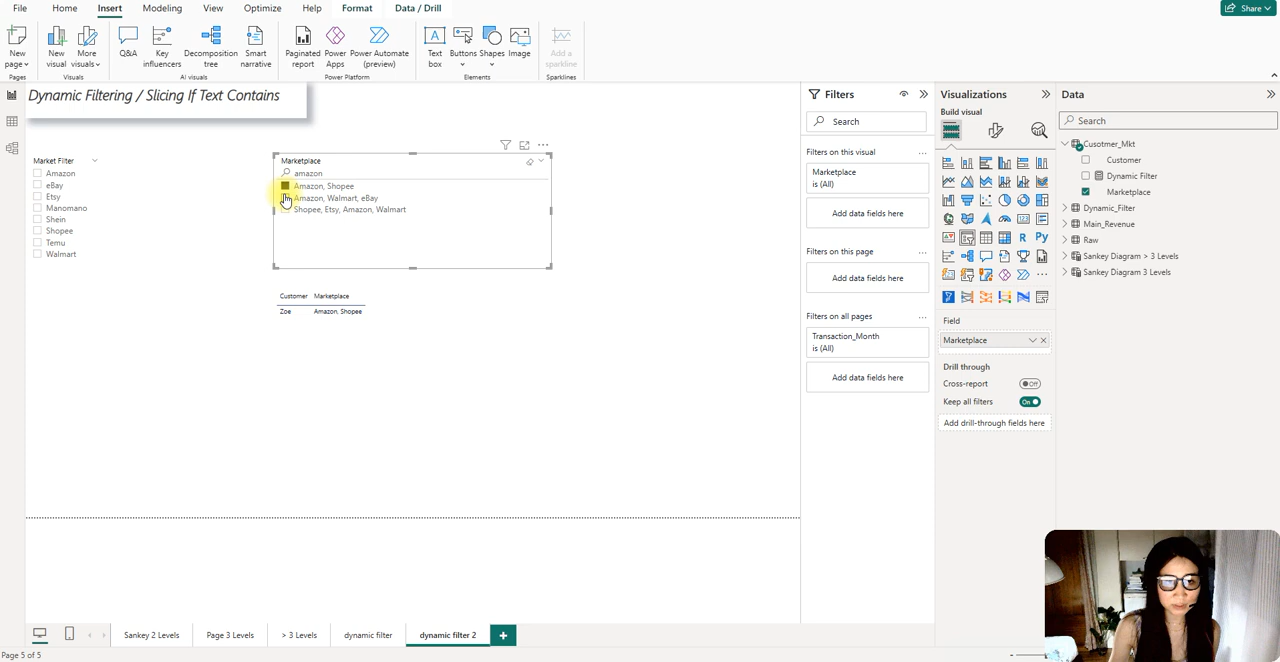 File Home Insert Modeling View Optimize Help Format Data / Drill
Share
New page
New visual
More visuals
Q&A
Key influencers
Decomposition tree
Smart narrative
Paginated report
Power Apps
Power Automate (preview)
Text box
Buttons
Shapes
Image
Add a sparkline
Pages Visuals AI visuals Power Platform Elements Sparklines
Dynamic Filtering / Slicing If Text Contains
Market Filter
Amazon
eBay
Etsy
Manomano
Shein
Shopee
Temu
Walmart
Marketplace
amazon
Amazon, Shopee
Amazon, Walmart, eBay
Shopee, Etsy, Amazon, Walmart
Customer Marketplace
Zoe Amazon, Shopee
Filters
Search
Filters on this visual
Marketplace
is (All)
Add data fields here
Filters on this page
Add data fields here
Filters on all pages
Transaction_Month
is (All)
Add data fields here
Visualizations
Build visual
R Py
Field
Marketplace
Drill through
Cross-report Off
Keep all filters On
Add drill-through fields here
Data
Search
Cusotmer_Mkt
Customer
Dynamic Filter
Marketplace
Dynamic_Filter
Main_Revenue
Raw
Sankey Diagram > 3 Levels
Sankey Diagram 3 Levels
Sankey 2 Levels Page 3 Levels > 3 Levels dynamic filter dynamic filter 2
Page 5 of 5